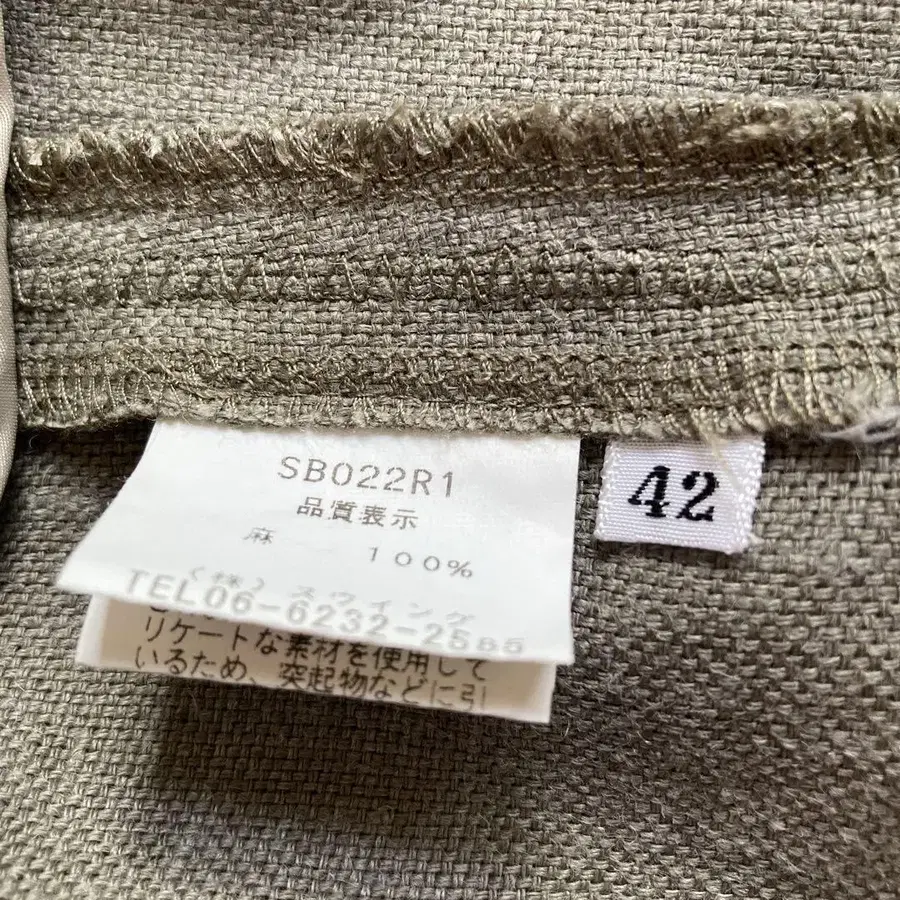 SB022R1
品質表示
麻 100%
(株)スウイング
TEL06-6232-2585
リケートな素材を使用して
いるため、突起物などに引
42